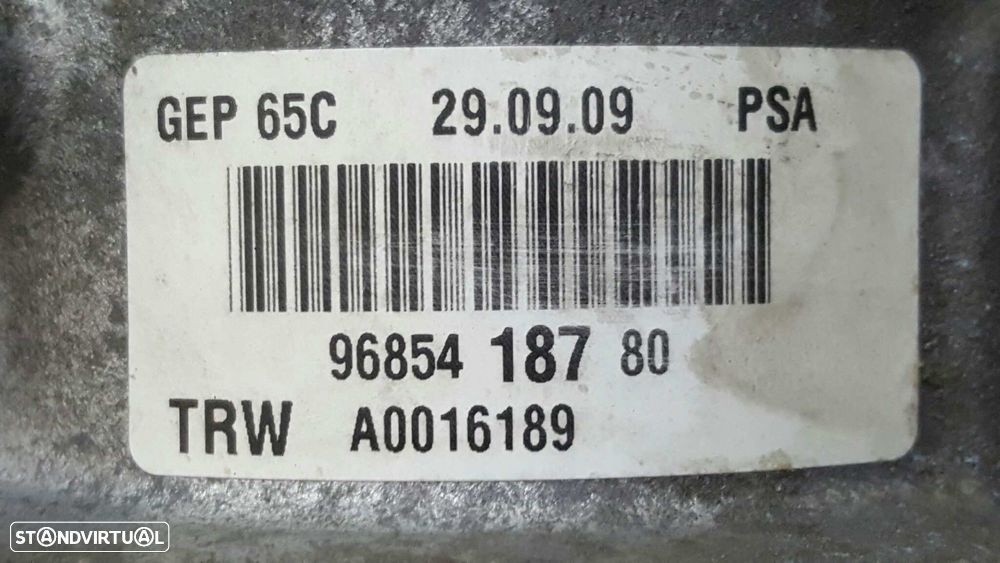 GEP 65C 29.09.09 PSA
96854 187 80
TRW A0016189
STANDVIRTUAL